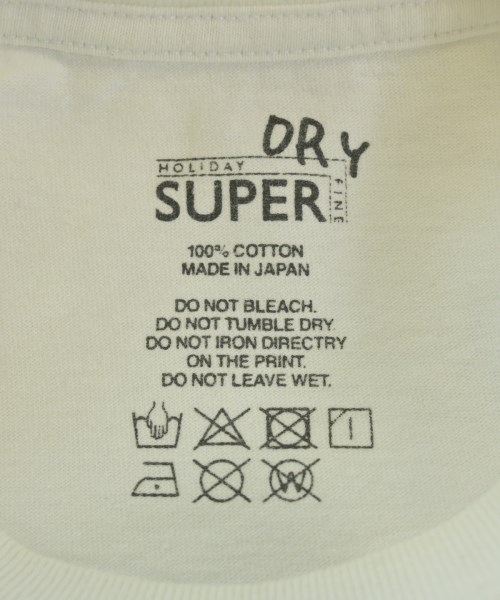 DRY
HOLIDAY
SUPER
FINE
100% COTTON
MADE IN JAPAN
DO NOT BLEACH.
DO NOT TUMBLE DRY.
DO NOT IRON DIRECTRY
ON THE PRINT.
DO NOT LEAVE WET.
W